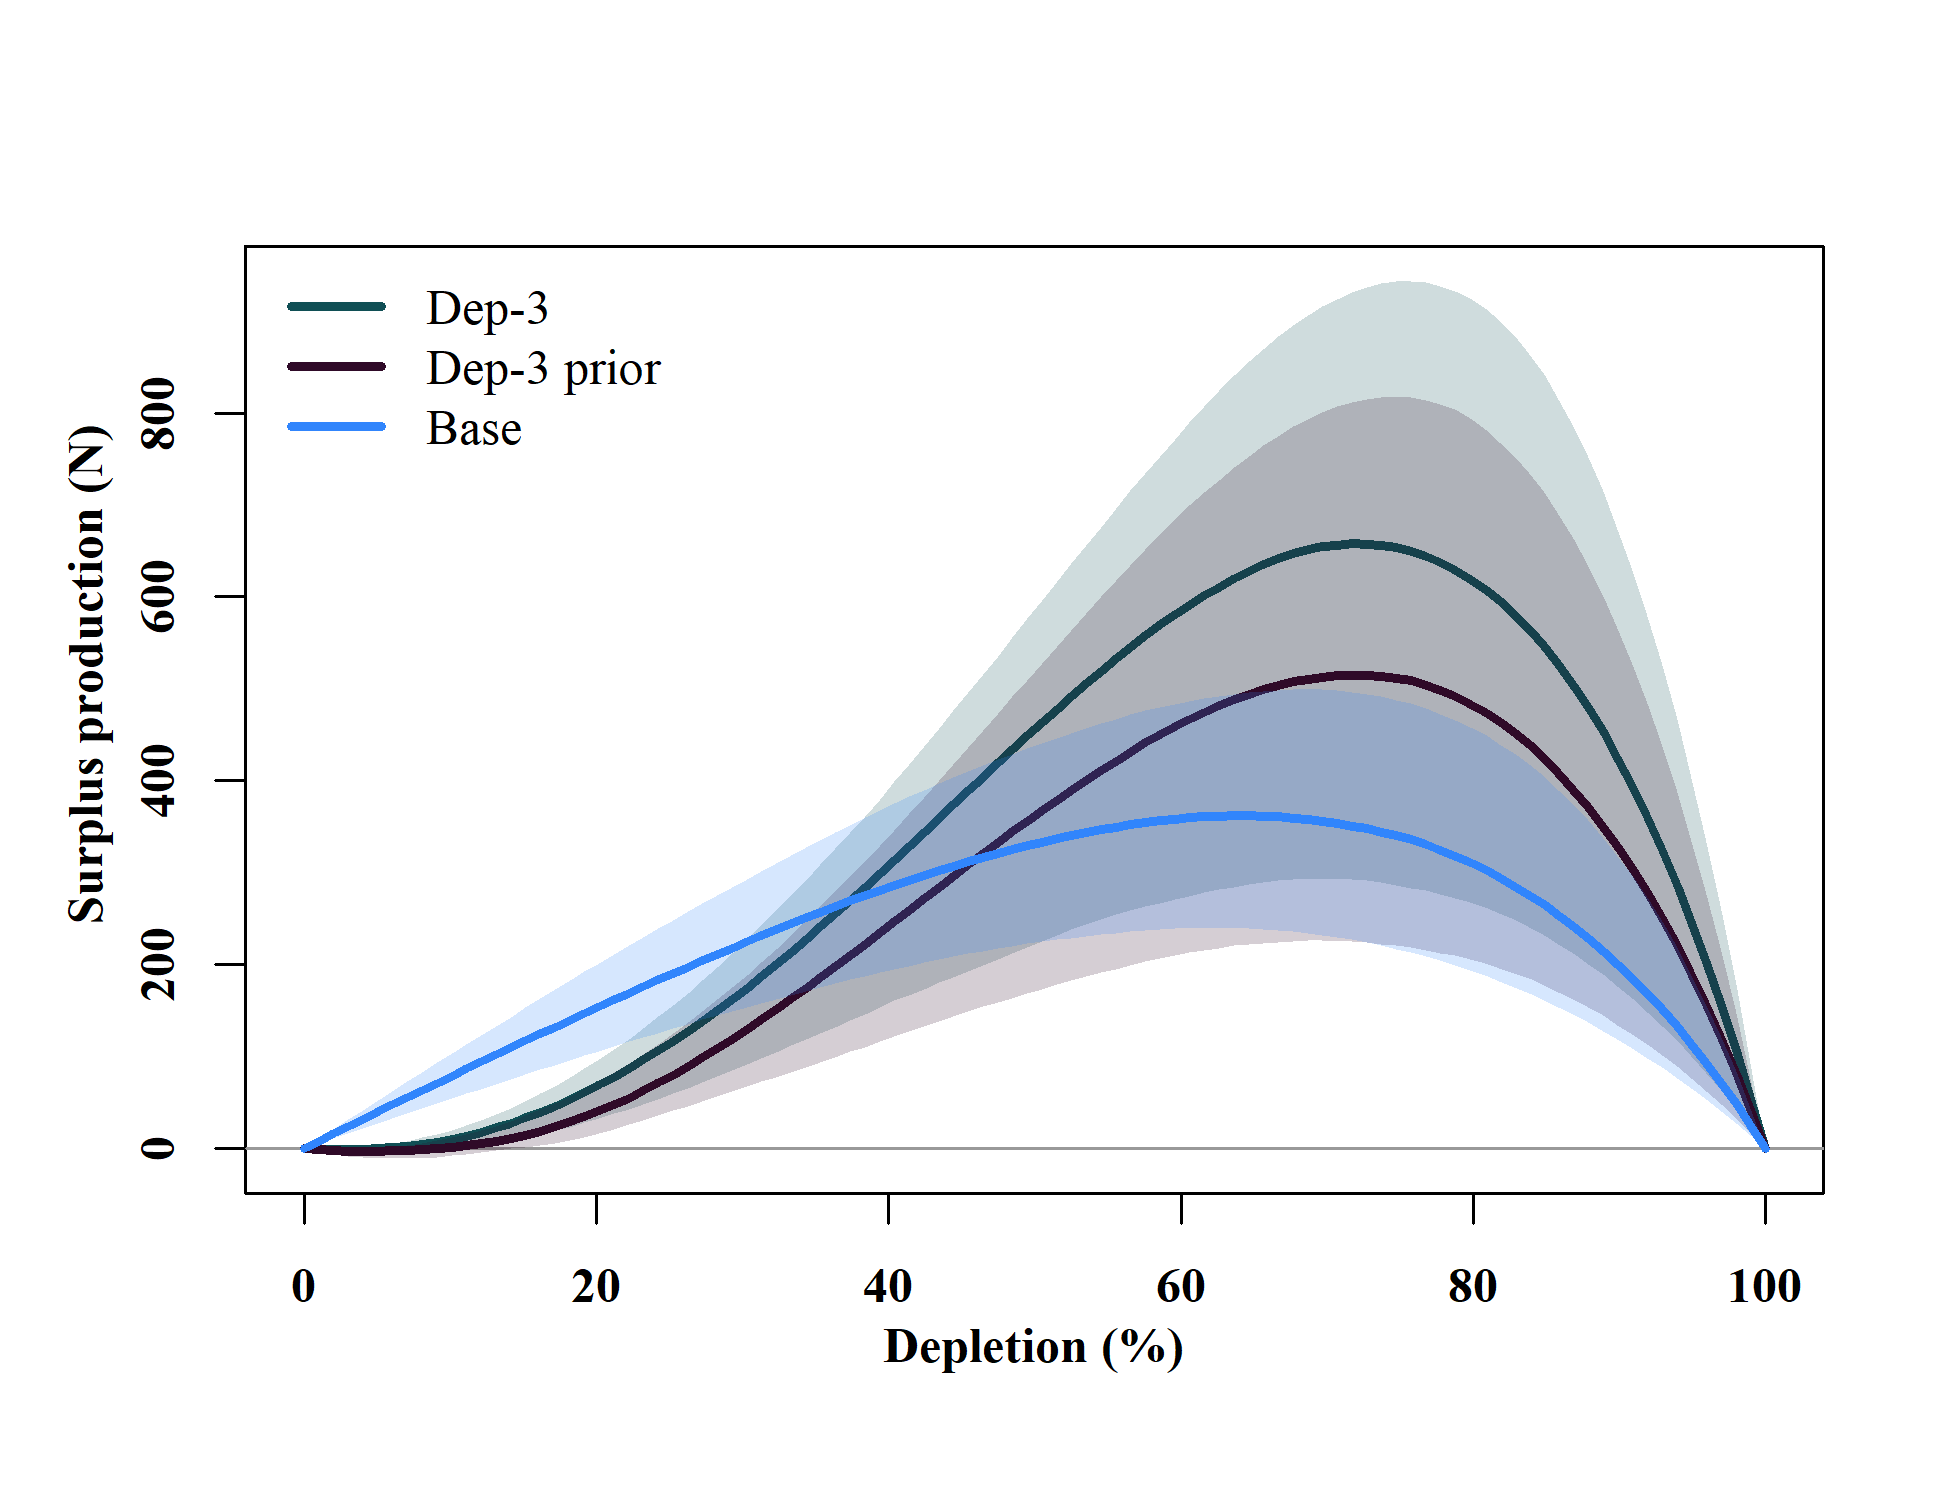 Dep-3
Dep-3 prior
Base
Surplus production (N)
800
600
400
200
0
0 20 40 60 80 100
Depletion (%)